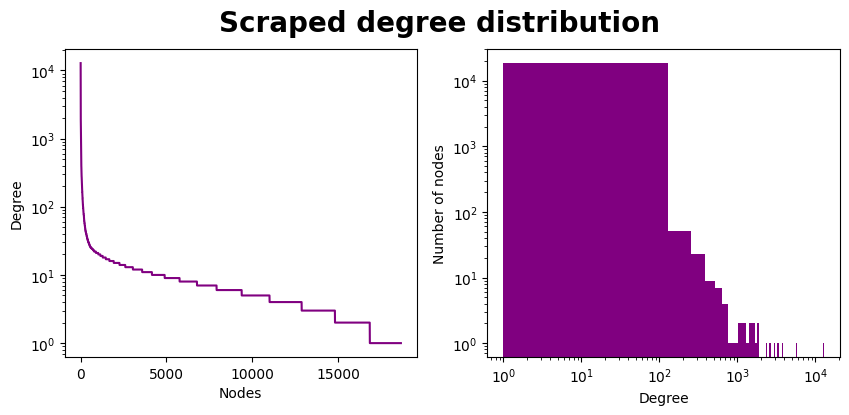 Scraped degree distribution
Degree
10⁴
10³
10²
10¹
10⁰
0 5000 10000 15000
Nodes
Number of nodes
10⁴
10³
10²
10¹
10⁰
10⁰ 10¹ 10² 10³ 10⁴
Degree